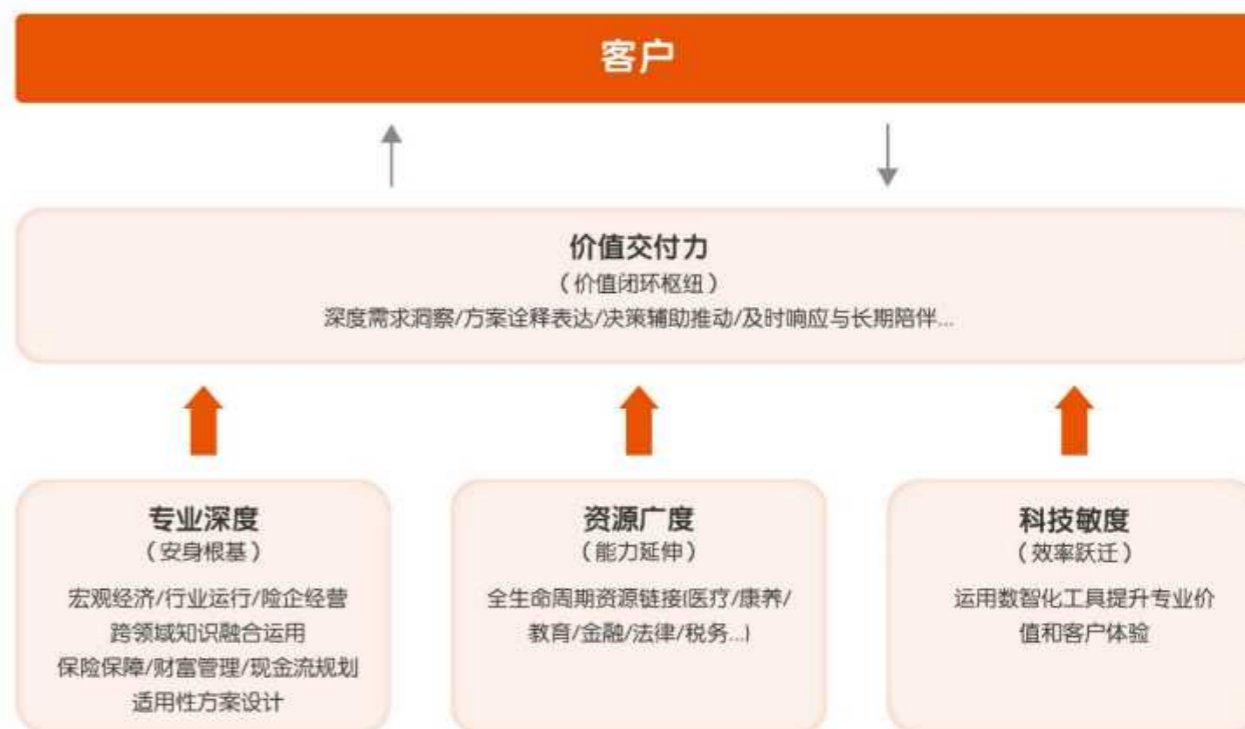 客户
价值交付力
（价值闭环枢纽）
深度需求洞察/方案诠释表达/决策辅助推动/及时响应与长期陪伴...
专业深度
（安身根基）
宏观经济/行业运行/险企经营
跨领域知识融合运用
保险保障/财富管理/现金流规划
适用性方案设计
资源广度
（能力延伸）
全生命周期资源链接(医疗/康养/
教育/金融/法律/税务...)
科技敏度
（效率跃迁）
运用数智化工具提升专业价
值和客户体验